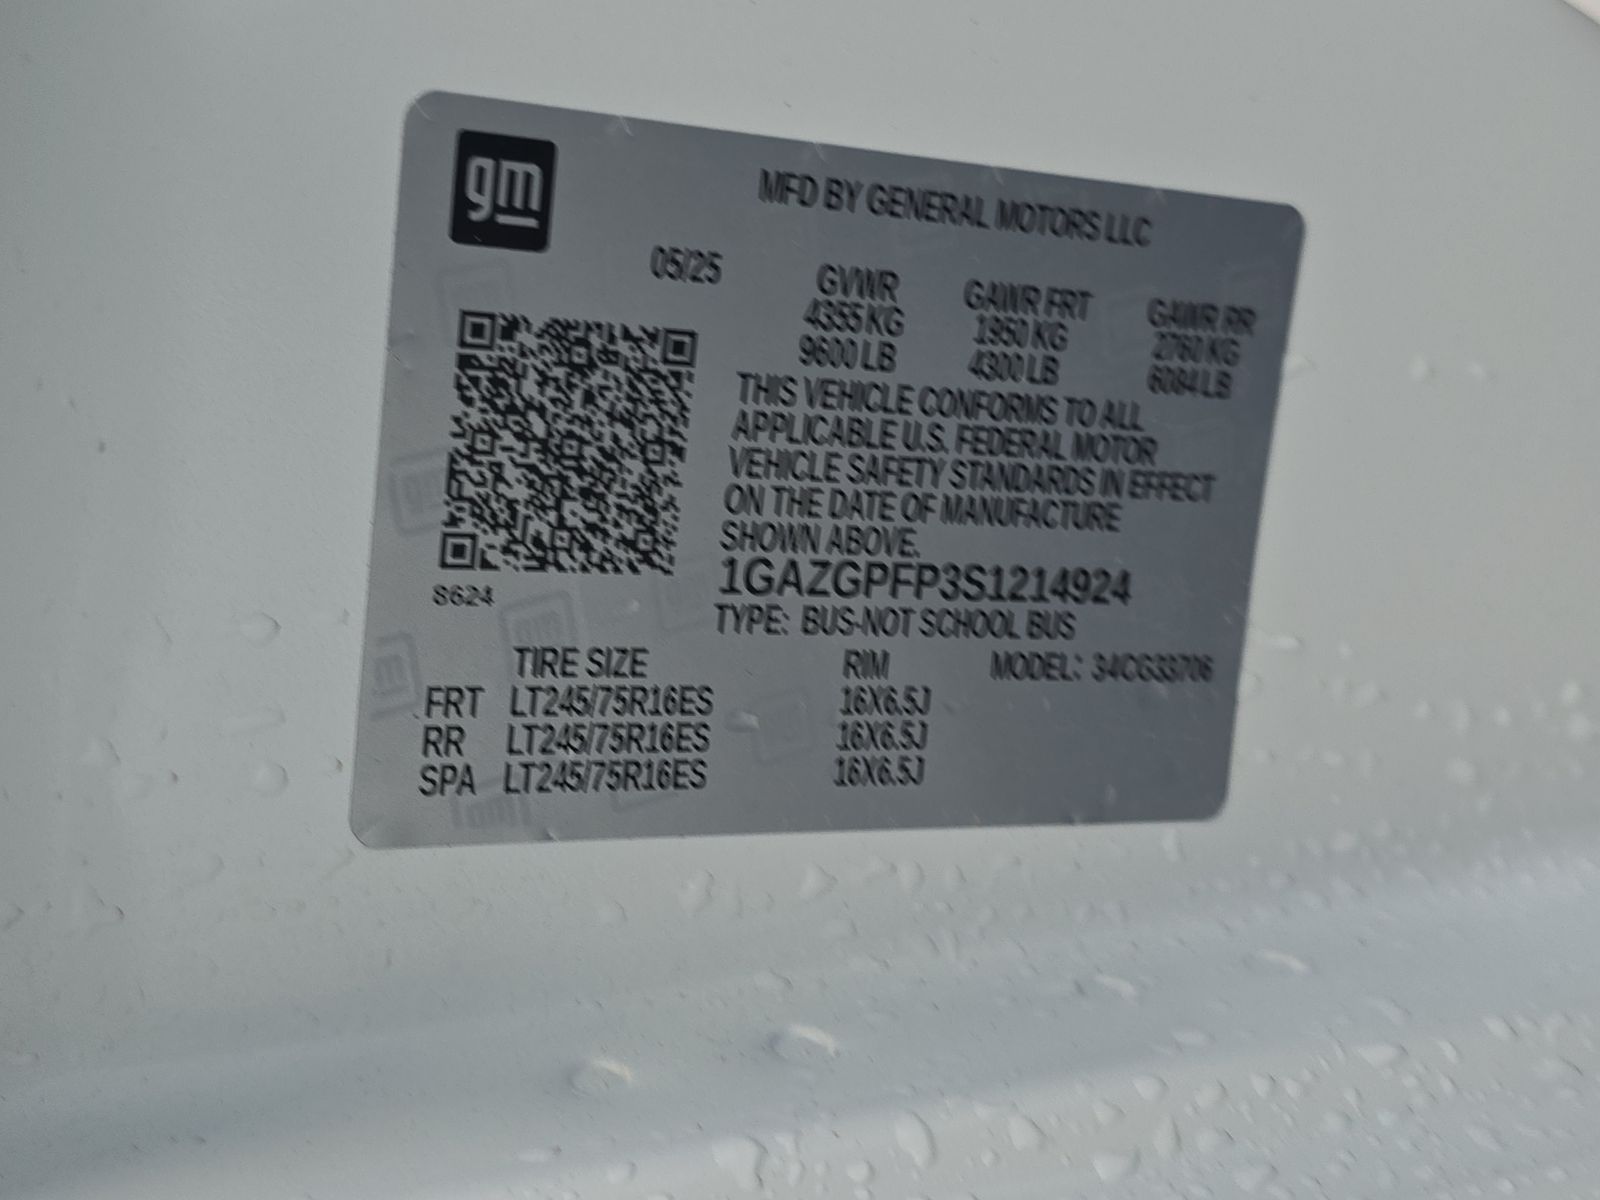 gm
MFD BY GENERAL MOTORS LLC
05/25
GVWR GAWR FRT GAWR RR
4355 KG 1950 KG 2760 KG
9600 LB 4300 LB 6084 LB
THIS VEHICLE CONFORMS TO ALL
APPLICABLE U.S. FEDERAL MOTOR
VEHICLE SAFETY STANDARDS IN EFFECT
ON THE DATE OF MANUFACTURE
SHOWN ABOVE.
1GAZGPFP3S1214924
8624
TYPE: BUS-NOT SCHOOL BUS
TIRE SIZE RIM MODEL: 34CG33706
FRT LT245/75R16ES 16X6.5J
RR LT245/75R16ES 16X6.5J
SPA LT245/75R16ES 16X6.5J